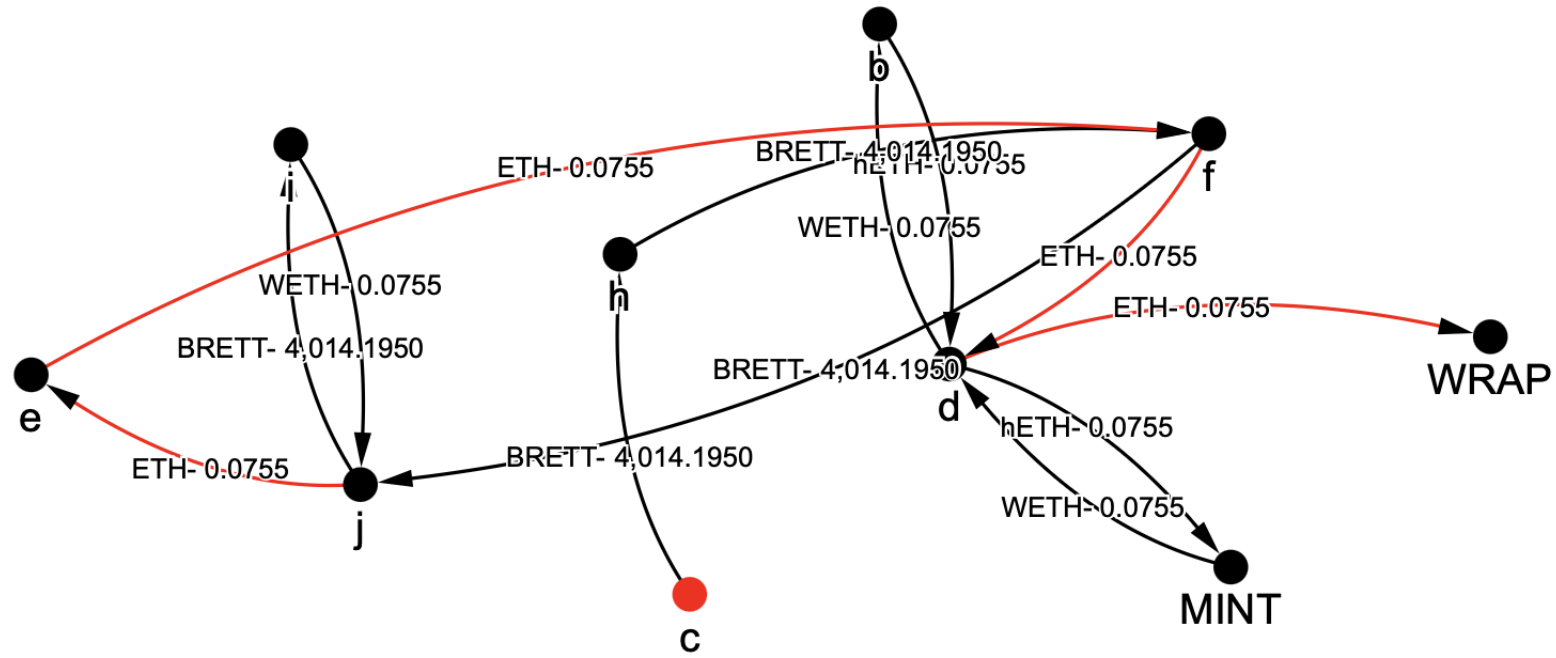 b
BRETT- 4,014.1950
hETH- 0.0755
ETH- 0.0755
i
f
WETH- 0.0755
ETH- 0.0755
WETH- 0.0755
h
ETH- 0.0755
BRETT- 4,014.1950
BRETT- 4,014.1950
WRAP
d
e
hETH- 0.0755
BRETT- 4,014.1950
ETH- 0.0755
WETH- 0.0755
j
MINT
c